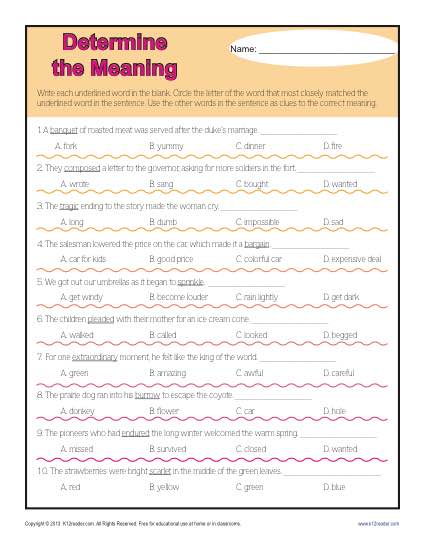 Determine
the Meaning
Name:
Write each underlined word in the blank. Circle the letter of the word that most closely matched the
underlined word in the sentence. Use the other words in the sentence as clues to the correct meaning.
1. A banquet of roasted meat was served after the duke's marriage.
A. fork B. yummy C. dinner D. fire
2. They composed a letter to the governor, asking for more soldiers in the fort.
A. wrote B. sang C. bought D. wanted
3. The tragic ending to the story made the woman cry.
A. long B. dumb C. impossible D. sad
4. The salesman lowered the price on the car, which made it a bargain.
A. car for kids B. good price C. colorful car D. expensive deal
5. We got out our umbrellas as it began to sprinkle.
A. get windy B. become louder C. rain lightly D. get dark
6. The children pleaded with their mother for an ice cream cone.
A. walked B. called C. looked D. begged
7. For one extraordinary moment, he felt like the king of the world.
A. green B. amazing C. awful D. careful
8. The prairie dog ran into his burrow to escape the coyote.
A. donkey B. flower C. car D. hole
9. The pioneers who had endured the long winter welcomed the warm spring.
A. missed B. survived C. closed D. wanted
10. The strawberries were bright scarlet in the middle of the green leaves.
A. red B. yellow C. green D. blue
Copyright © 2013 K12reader.com. All Rights Reserved. Free for educational use at home or in classrooms. www.k12reader.com